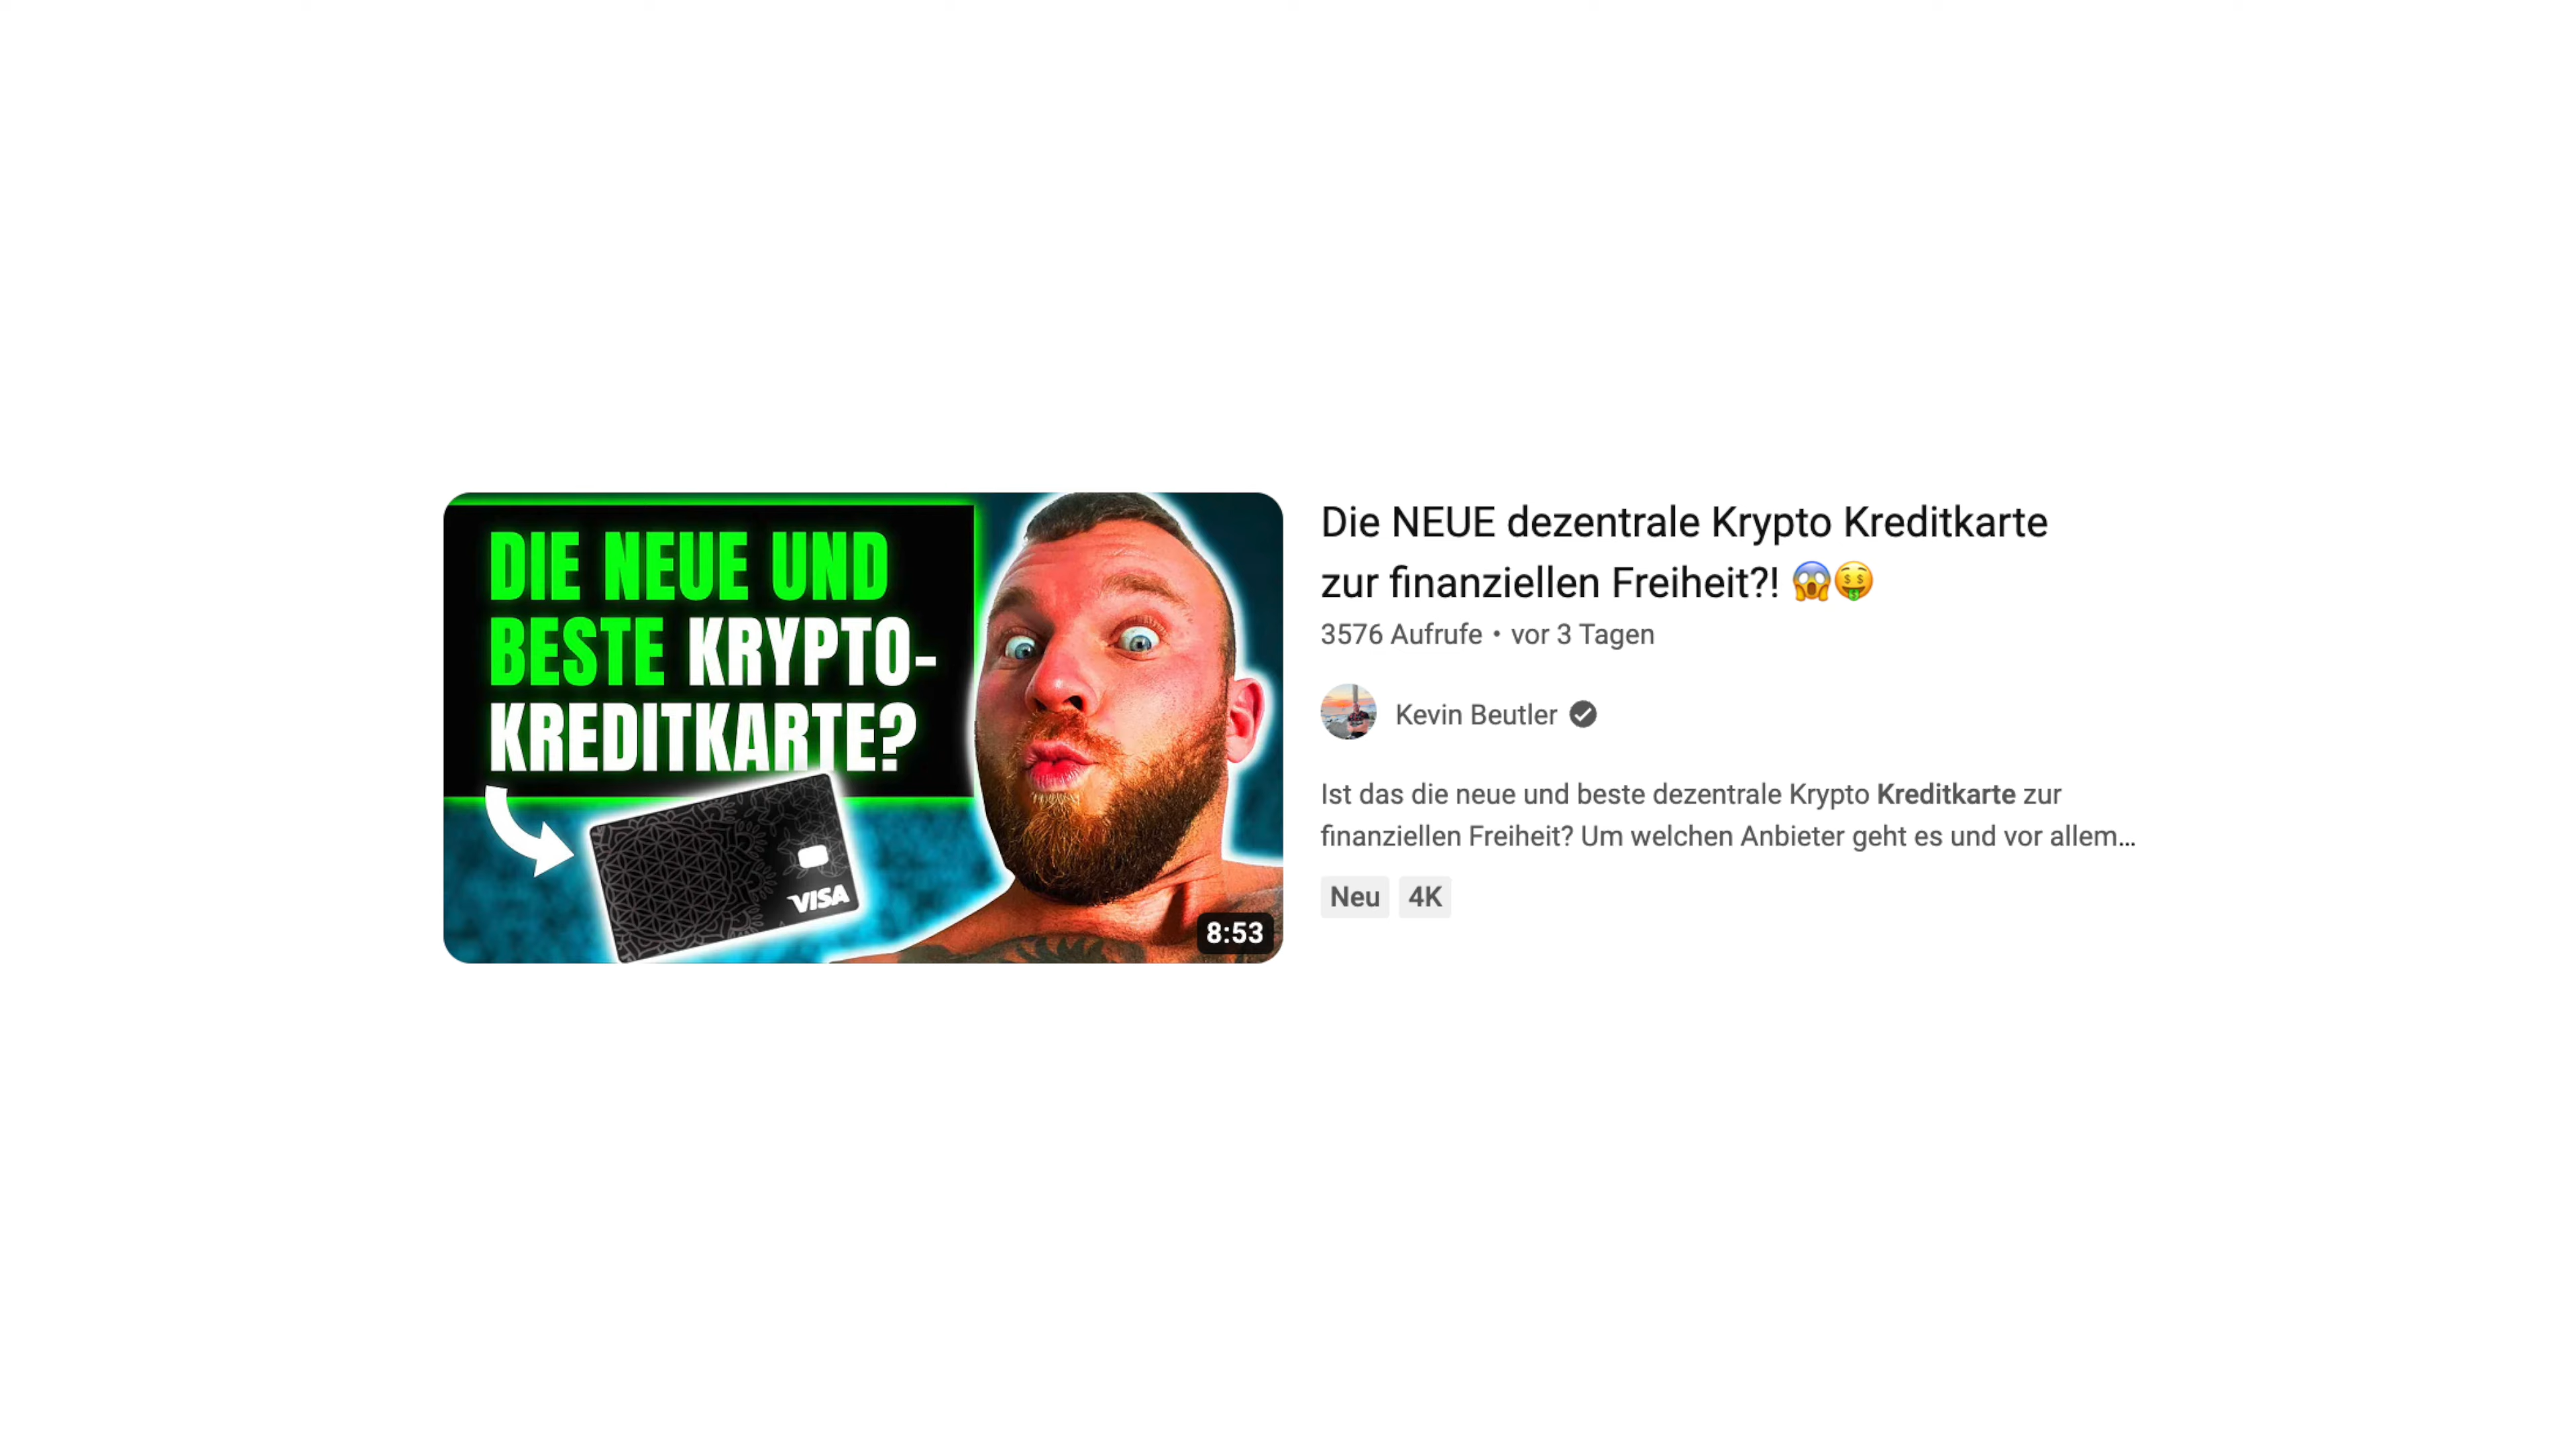 DIE NEUE UND
BESTE KRYPTO-
KREDITKARTE?
VISA
8:53
Die NEUE dezentrale Krypto Kreditkarte
zur finanziellen Freiheit?! 😱🤑
3576 Aufrufe • vor 3 Tagen
Kevin Beutler
Ist das die neue und beste dezentrale Krypto Kreditkarte zur
finanziellen Freiheit? Um welchen Anbieter geht es und vor allem...
Neu 4K